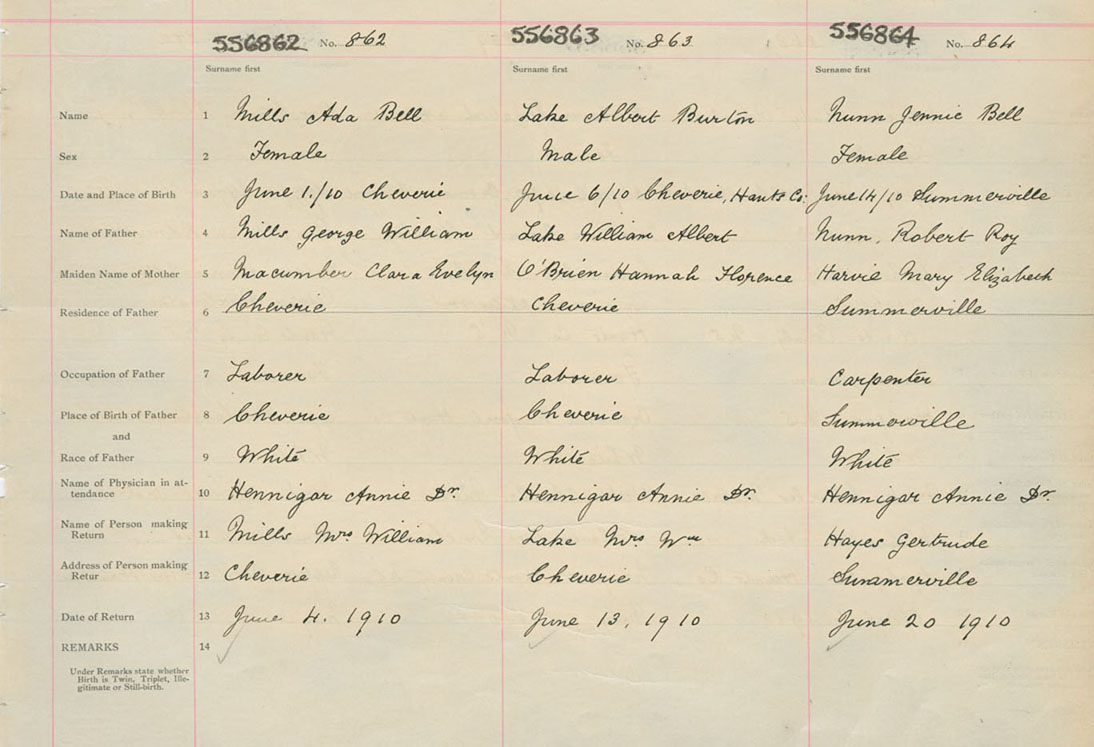 556862 No. 862 556863 No. 863 556864 No. 864
Surname first Surname first Surname first
Name 1 Mills Ada Bell Lake Albert Burton Nunn Jennie Bell
Sex 2 Female Male Female
Date and Place of Birth 3 June 1./10 Cheverie June 6/10 Cheverie, Hants Co. June 14/10 Summerville
Name of Father 4 Mills George William Lake William Albert Nunn, Robert Roy
Maiden Name of Mother 5 Macumber Clara Evelyn O'Brien Hannah Florence Harvie Mary Elizabeth
Residence of Father 6 Cheverie Cheverie Summerville
Occupation of Father 7 Laborer Laborer Carpenter
Place of Birth of Father 8 Cheverie Cheverie Summerville
and
Race of Father 9 White White White
Name of Physician in at-
tendance 10 Hennigar Annie Dr. Hennigar Annie Dr. Hennigar Annie Dr.
Name of Person making
Return 11 Mills Mrs William Lake Mrs Wm Hayes Gertrude
Address of Person making
Retur 12 Cheverie Cheverie Summerville
Date of Return 13 June 4. 1910 June 13, 1910 June 20 1910
REMARKS 14
Under Remarks state whether
Birth is Twin, Triplet, Ille-
gitimate or Still-birth.